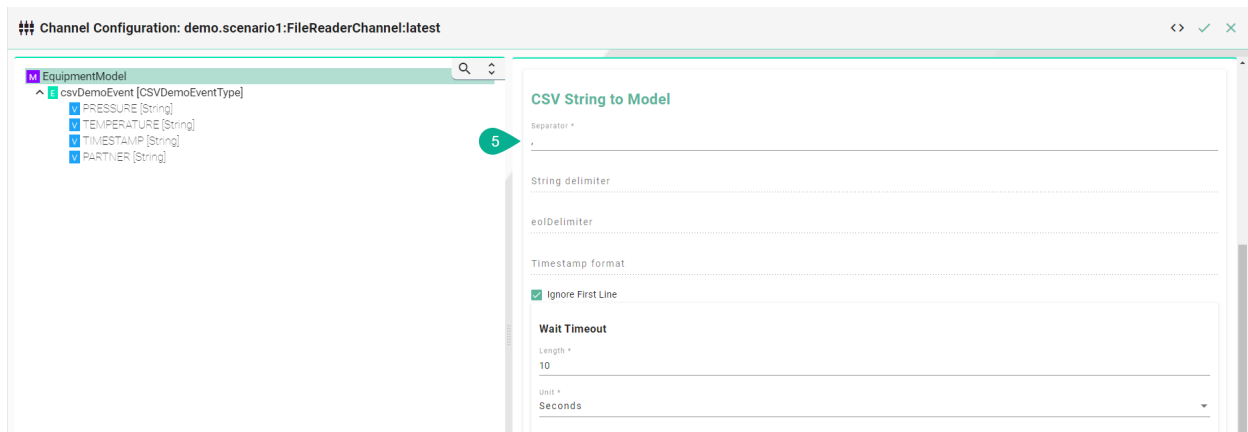 Channel Configuration: demo.scenario1:FileReaderChannel:latest
M EquipmentModel
E csvDemoEvent [CSVDemoEventType]
V PRESSURE [String]
V TEMPERATURE [String]
V TIMESTAMP [String]
V PARTNER [String]
CSV String to Model
Separator *
5
,
String delimiter
eolDelimiter
Timestamp format
Ignore First Line
Wait Timeout
Length *
10
Unit *
Seconds